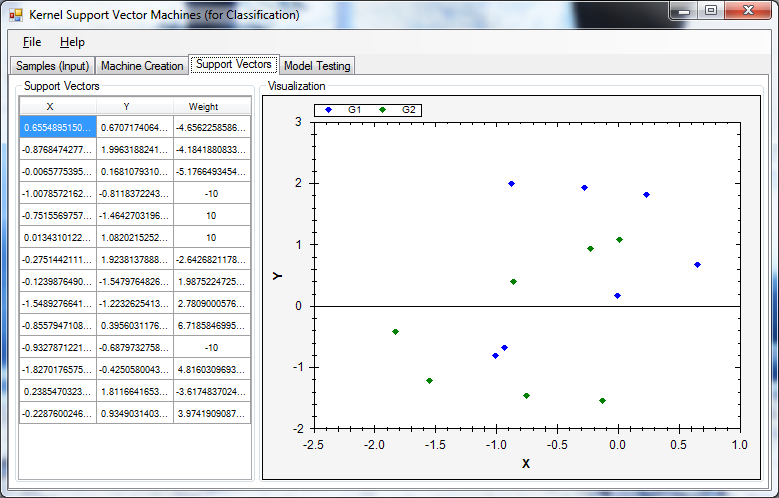 Kernel Support Vector Machines (for Classification)
File Help
Samples (Input) Machine Creation Support Vectors Model Testing
Support Vectors
X Y Weight
0.6554895150... 0.6707174064... -4.6562258586...
-0.8768474277... 1.9963188241... -4.1841880833...
-0.0065775395... 0.1681079310... -5.1766493454...
-1.0078572162... -0.8118372243... -10
-0.7515569757... -1.4642703196... 10
0.0134310122... 1.0820215252... 10
-0.2751442111... 1.9238137888... -2.6426821178...
-0.1239876490... -1.5479764826... 1.9875224725...
-1.5489276641... -1.2232625413... 2.7809000576...
-0.8557947108... 0.3956031176... 6.7185846995...
-0.9327871221... -0.6879732758... -10
-1.8270176575... -0.4250580043... 4.8160309693...
0.2385470323... 1.8116641653... -3.6174837024...
-0.2287600246... 0.9349031403... 3.9741909087...
Visualization
G1 G2
3
2
1
0
-1
-2
Y
-2.5 -2.0 -1.5 -1.0 -0.5 0.0 0.5 1.0
X